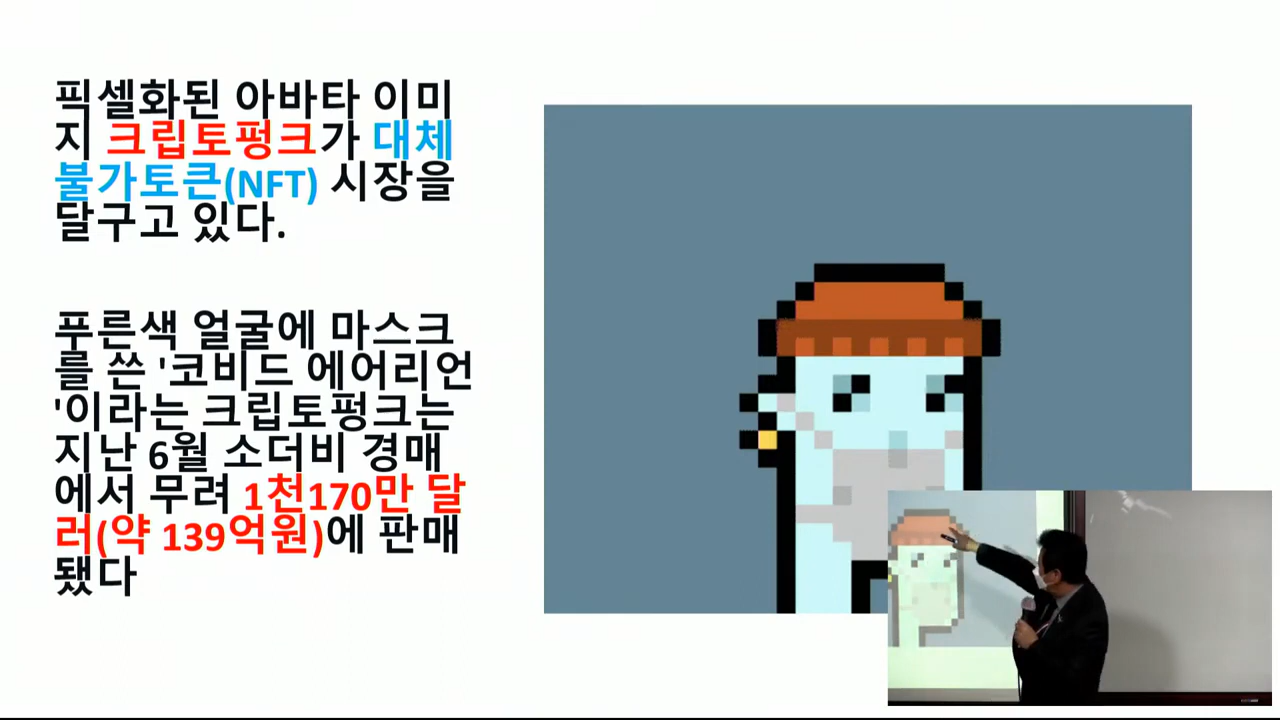 픽셀화된 아바타 이미
지 크립토펑크가 대체
불가토큰(NFT) 시장을
달구고 있다.
푸른색 얼굴에 마스크
를 쓴 '코비드 에어리언
'이라는 크립토펑크는
지난 6월 소더비 경매
에서 무려 1천170만 달
러(약 139억원)에 판매
됐다